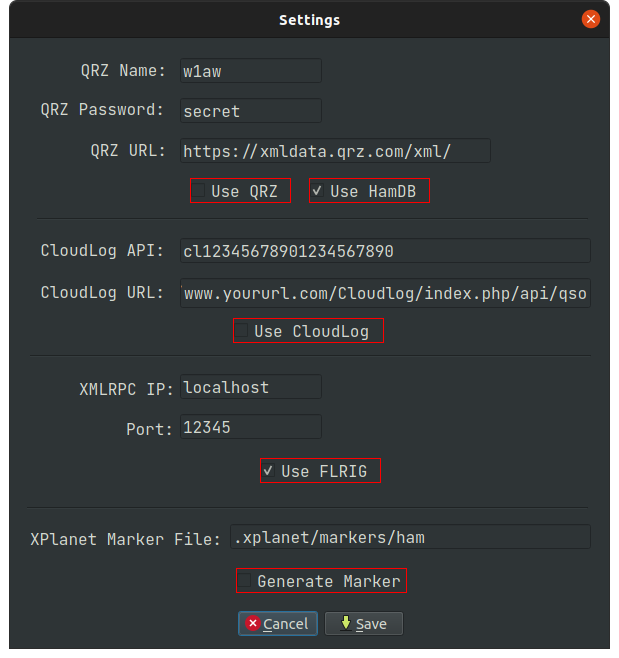 Settings
QRZ Name: w1aw
QRZ Password: secret
QRZ URL: https://xmldata.qrz.com/xml/
Use QRZ Use HamDB
CloudLog API: cl12345678901234567890
CloudLog URL: /www.yoururl.com/Cloudlog/index.php/api/qso
Use CloudLog
XMLRPC IP: localhost
Port: 12345
Use FLRIG
XPlanet Marker File: .xplanet/markers/ham
Generate Marker
Cancel Save